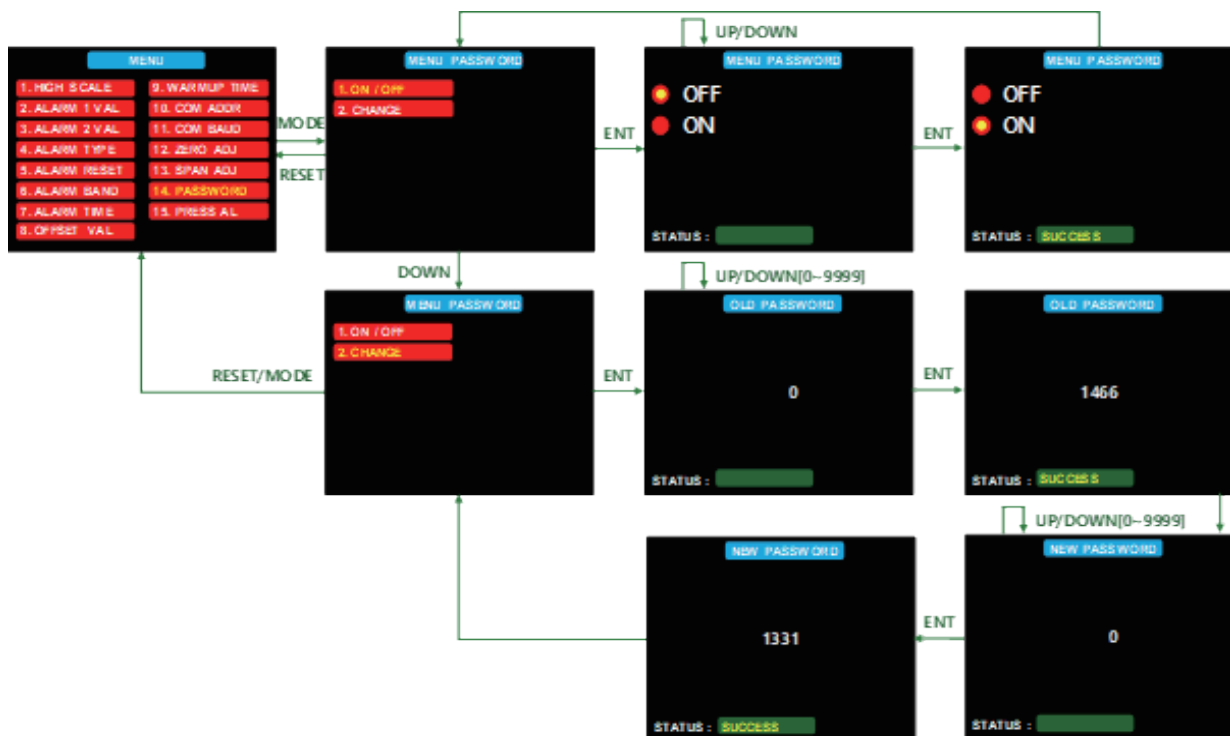 UP/DOWN
MENU
1. HIGH SCALE
2. ALARM 1 VAL
3. ALARM 2 VAL
4. ALARM TYPE
5. ALARM RESET
6. ALARM BAND
7. ALARM TIME
8. OFFSET VAL
9. WARMUP TIME
10. COM ADDR
11. COM BAUD
12. ZERO ADJ
13. SPAN ADJ
14. PASSWORD
15. PRESS AL
MODE
RESET
MENU PASSWORD
1. ON / OFF
2. CHANGE
ENT
MENU PASSWORD
OFF
ON
STATUS :
ENT
MENU PASSWORD
OFF
ON
STATUS : SUCCESS
DOWN
RESET/MODE
MENU PASSWORD
1. ON / OFF
2. CHANGE
ENT
UP/DOWN[0~9999]
OLD PASSWORD
0
STATUS :
ENT
OLD PASSWORD
1466
STATUS : SUCCESS
UP/DOWN[0~9999]
NEW PASSWORD
0
STATUS :
ENT
NEW PASSWORD
1331
STATUS : SUCCESS